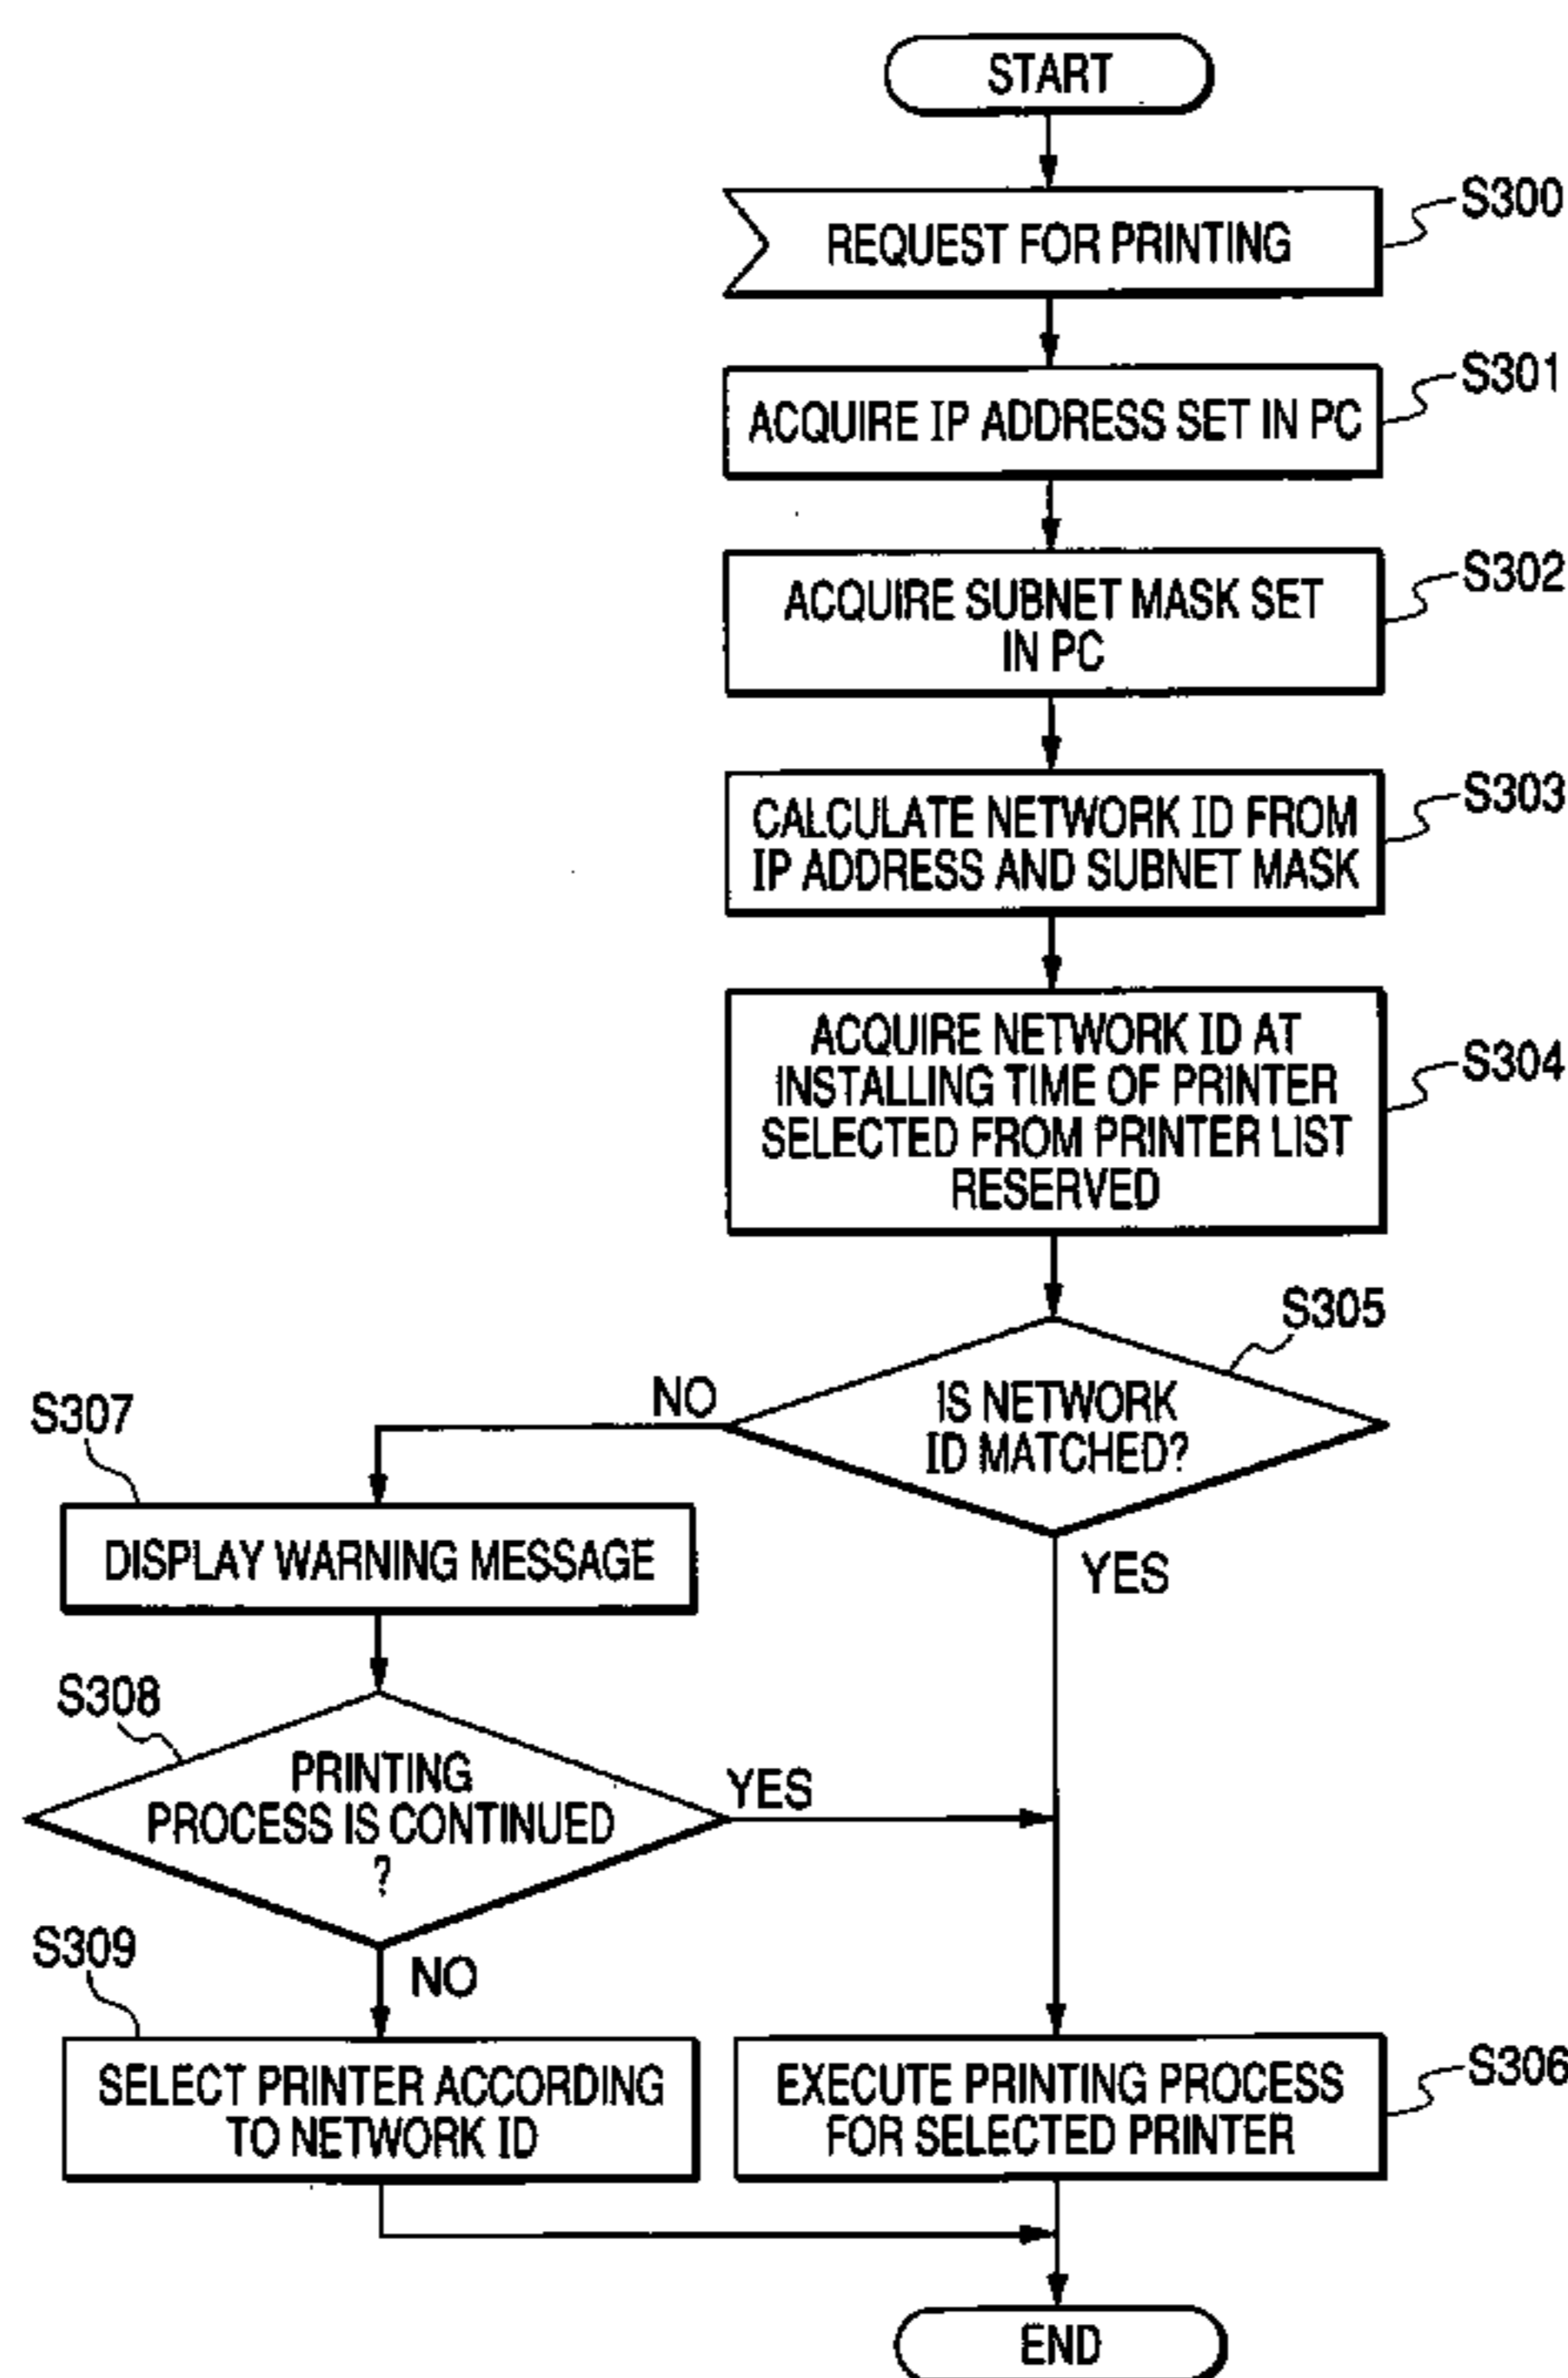 START
REQUEST FOR PRINTING
S300
ACQUIRE IP ADDRESS SET IN PC
S301
ACQUIRE SUBNET MASK SET
IN PC
S302
CALCULATE NETWORK ID FROM
IP ADDRESS AND SUBNET MASK
S303
ACQUIRE NETWORK ID AT
INSTALLING TIME OF PRINTER
SELECTED FROM PRINTER LIST
RESERVED
S304
S305
IS NETWORK
ID MATCHED?
NO
YES
S307
DISPLAY WARNING MESSAGE
S308
PRINTING
PROCESS IS CONTINUED
?
YES
NO
S309
SELECT PRINTER ACCORDING
TO NETWORK ID
EXECUTE PRINTING PROCESS
FOR SELECTED PRINTER
S306
END